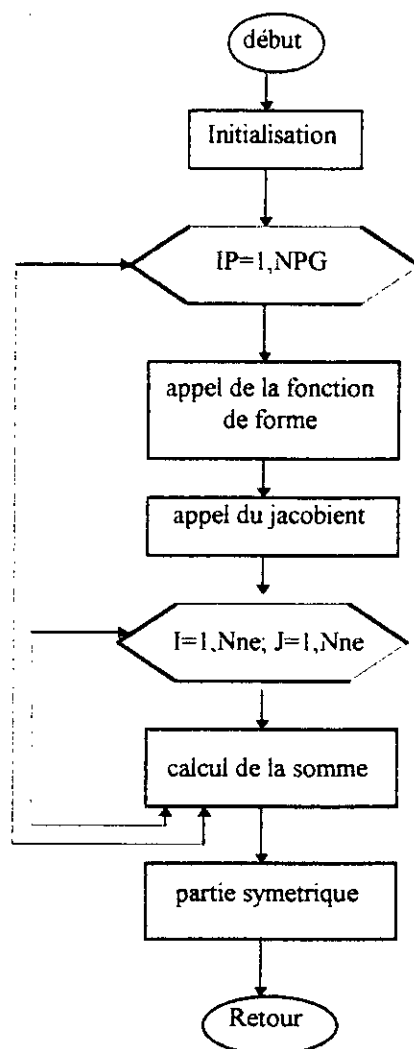 début
Initialisation
IP=1,NPG
appel de la fonction
de forme
appel du jacobient
I=1,Nne; J=1,Nne
calcul de la somme
partie symetrique
Retour